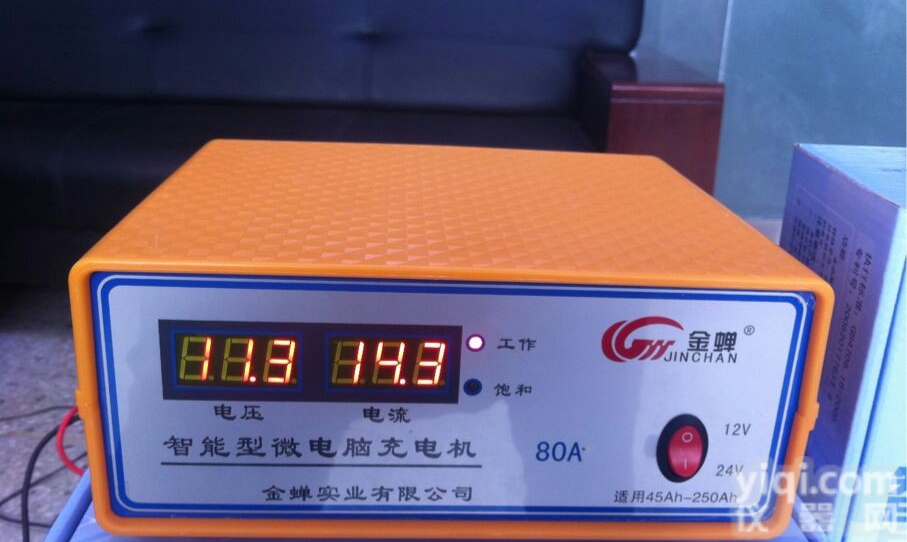 11.3 14.3
工作
饱和
电压 电流
智能型微电脑充电机
金蝉实业有限公司
80A
金蝉®
JINCHAN
12V
24V
适用45Ah-250Ah
yiqi.com
仪器网